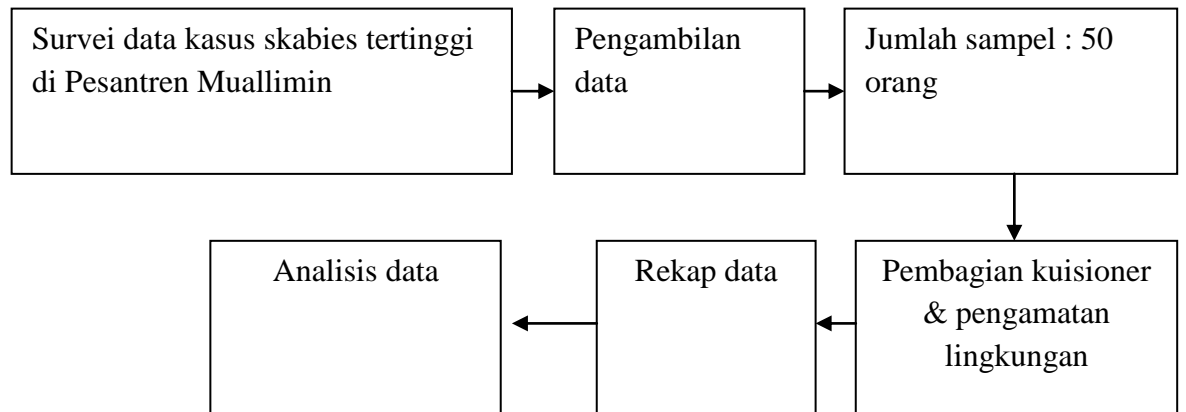 Survei data kasus skabies tertinggi
di Pesantren Muallimin
Pengambilan
data
Jumlah sampel : 50
orang
Pembagian kuisioner
& pengamatan
lingkungan
Rekap data
Analisis data